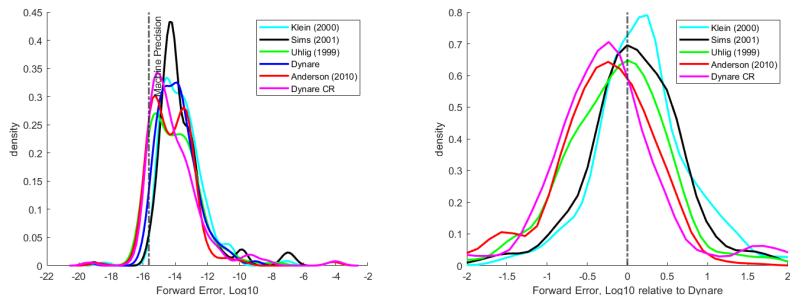 0.45
0.4
0.35
0.3
0.25
0.2
0.15
0.1
0.05
0
density
-22 -20 -18 -16 -14 -12 -10 -8 -6 -4 -2
Forward Error, Log10
Machine Precision
Klein (2000)
Sims (2001)
Uhlig (1999)
Dynare
Anderson (2010)
Dynare CR
0.8
0.7
0.6
0.5
0.4
0.3
0.2
0.1
0
density
-2 -1.5 -1 -0.5 0 0.5 1 1.5 2
Forward Error, Log10 relative to Dynare
Klein (2000)
Sims (2001)
Uhlig (1999)
Anderson (2010)
Dynare CR